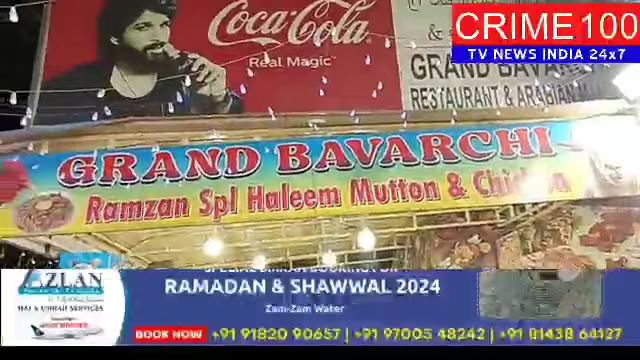 Coca-Cola
Real Magic
CRIME 100
TV NEWS INDIA 24x7
GRAND
RESTAURANT & ARABIAN
GRAND BAVARCHI
Ramzan Spl Haleem Mutton & Chicken
AZLAN
HAJ & UMRAH SERVICES
RAMADAN & SHAWWAL 2024
Zam-Zam Water
BOOK NOW +91 91820 90657 | +91 97005 48242 | +91 81438 64127